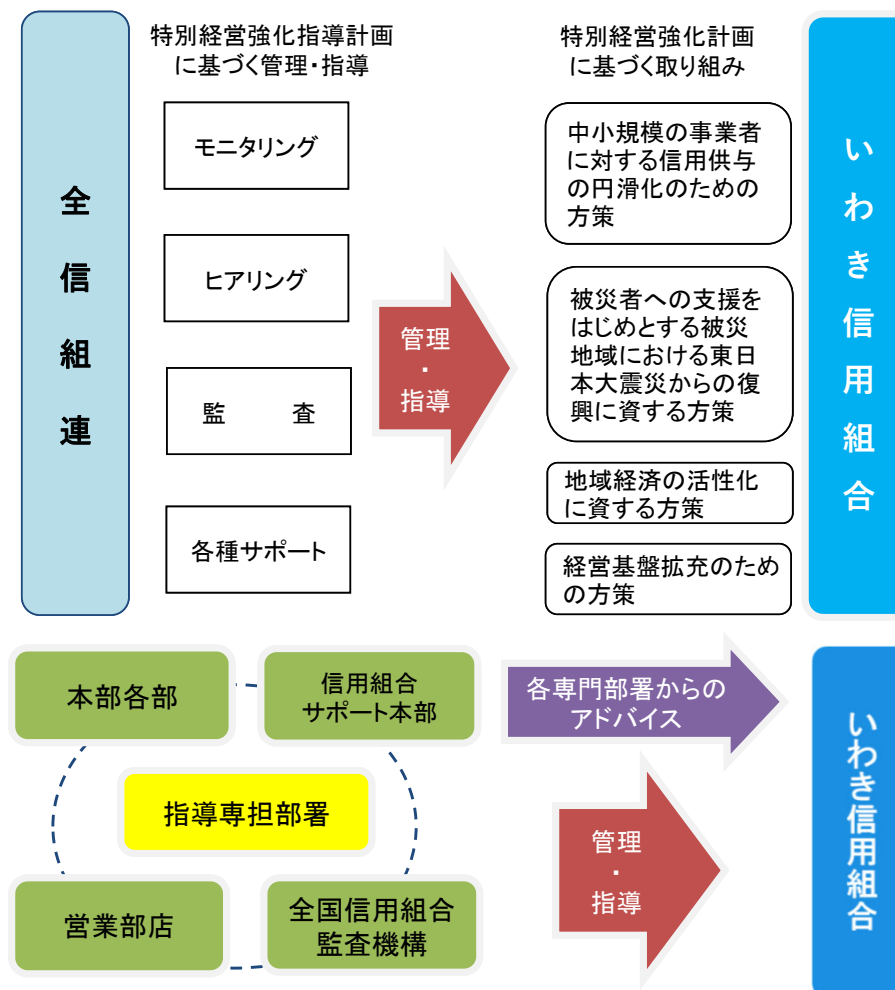 特別経営強化指導計画
に基づく管理・指導
特別経営強化計画
に基づく取り組み
全信組連
モニタリング
ヒアリング
監　査
各種サポート
管理
・
指導
中小規模の事業者
に対する信用供与
の円滑化のための
方策
被災者への支援を
はじめとする被災
地域における東日
本大震災からの復
興に資する方策
地域経済の活性化
に資する方策
経営基盤拡充のため
の方策
いわき信用組合
本部各部
信用組合
サポート本部
指導専担部署
営業部店
全国信用組合
監査機構
各専門部署からの
アドバイス
管理
・
指導
いわき信用組合